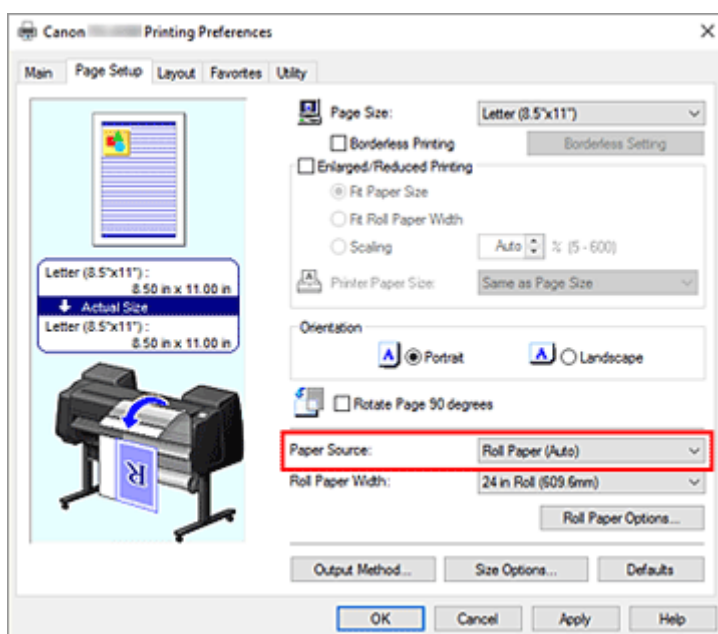 Canon Printing Preferences
Main Page Setup Layout Favorites Utility
Page Size: Letter (8.5"x11")
Borderless Printing Borderless Setting
Enlarged/Reduced Printing
Fit Paper Size
Fit Roll Paper Width
Scaling Auto % (5 - 600)
Printer Paper Size: Same as Page Size
Letter (8.5"x11") :
8.50 in x 11.00 in
Actual Size
Letter (8.5"x11") :
8.50 in x 11.00 in
Orientation
A Portrait A Landscape
Rotate Page 90 degrees
Paper Source: Roll Paper (Auto)
Roll Paper Width: 24 in Roll (609.6mm)
R
Roll Paper Options...
Output Method... Size Options... Defaults
OK Cancel Apply Help